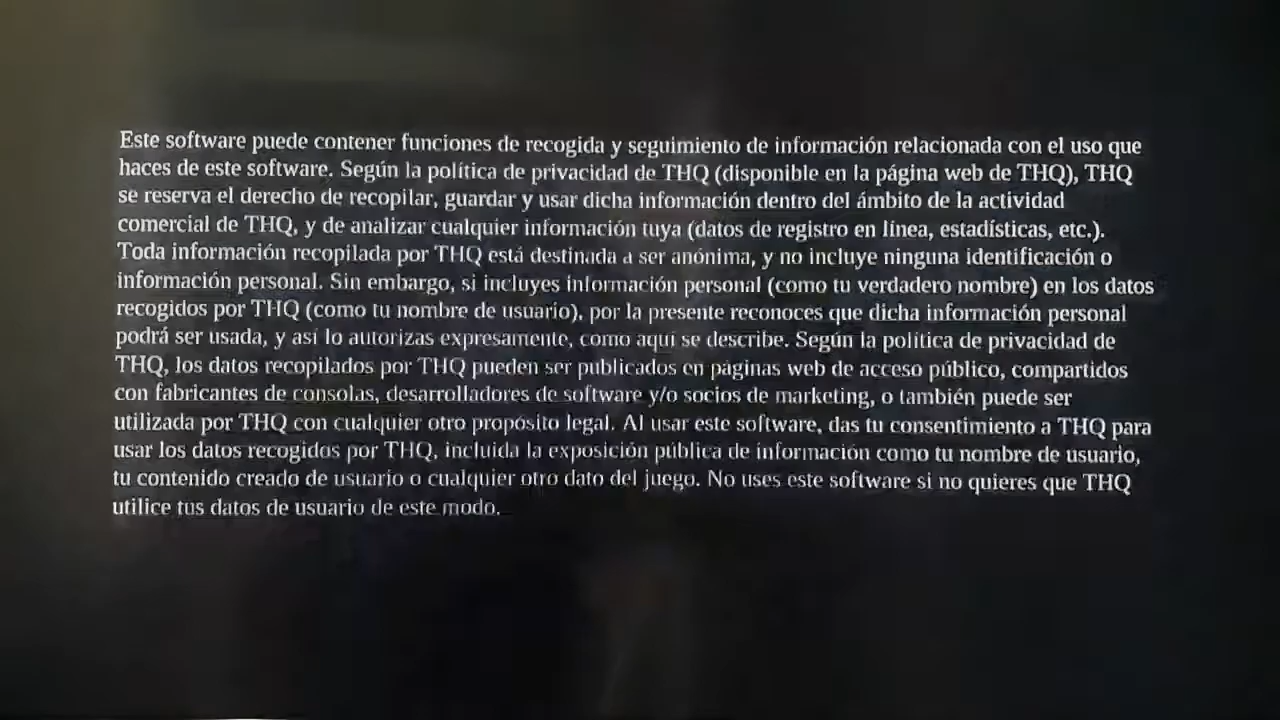 Este software puede contener funciones de recogida y seguimiento de información relacionada con el uso que
haces de este software. Según la política de privacidad de THQ (disponible en la página web de THQ), THQ
se reserva el derecho de recopilar, guardar y usar dicha información dentro del ámbito de la actividad
comercial de THQ, y de analizar cualquier información tuya (datos de registro en línea, estadísticas, etc.).
Toda información recopilada por THQ está destinada a ser anónima, y no incluye ninguna identificación o
información personal. Sin embargo, si incluyes información personal (como tu verdadero nombre) en los datos
recogidos por THQ (como tu nombre de usuario), por la presente reconoces que dicha información personal
podrá ser usada, y así lo autorizas expresamente, como aquí se describe. Según la política de privacidad de
THQ, los datos recopilados por THQ pueden ser publicados en páginas web de acceso público, compartidos
con fabricantes de consolas, desarrolladores de software y/o socios de marketing, o también puede ser
utilizada por THQ con cualquier otro propósito legal. Al usar este software, das tu consentimiento a THQ para
usar los datos recogidos por THQ, incluida la exposición pública de información como tu nombre de usuario,
tu contenido creado de usuario o cualquier otro dato del juego. No uses este software si no quieres que THQ
utilice tus datos de usuario de este modo.